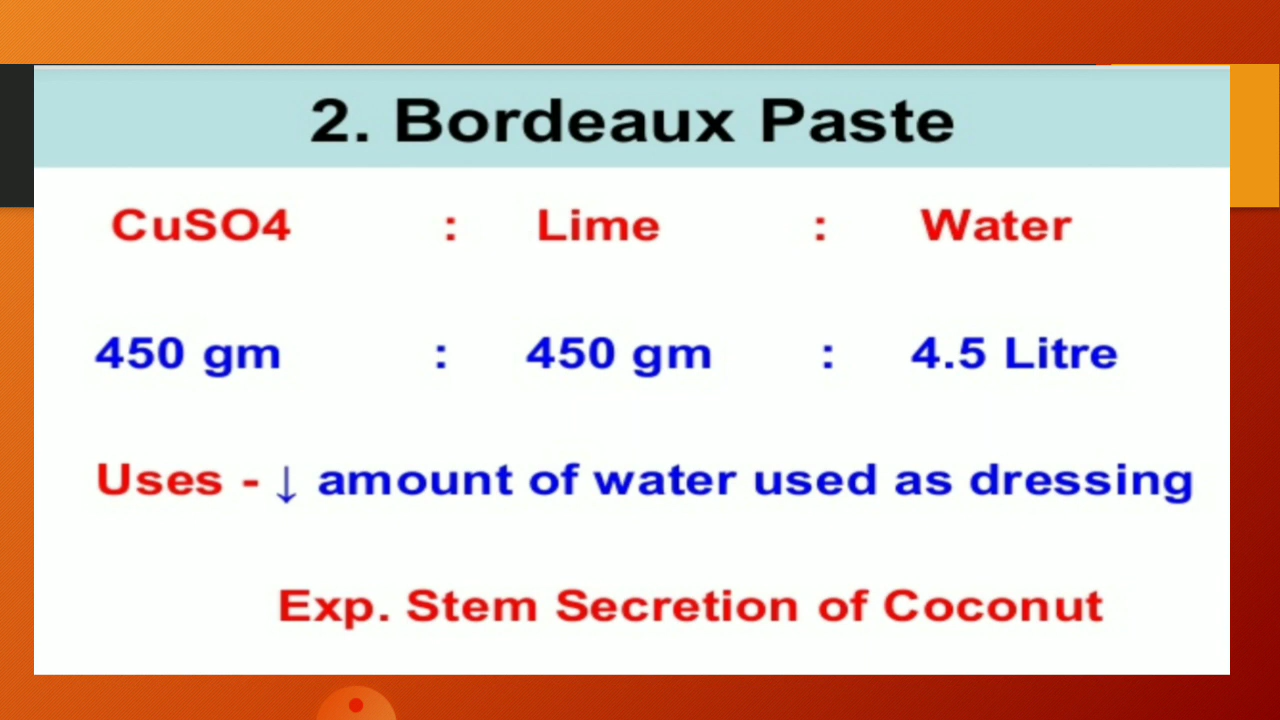 2. Bordeaux Paste
CuSO4 : Lime : Water
450 gm : 450 gm : 4.5 Litre
Uses - ↓ amount of water used as dressing
Exp. Stem Secretion of Coconut